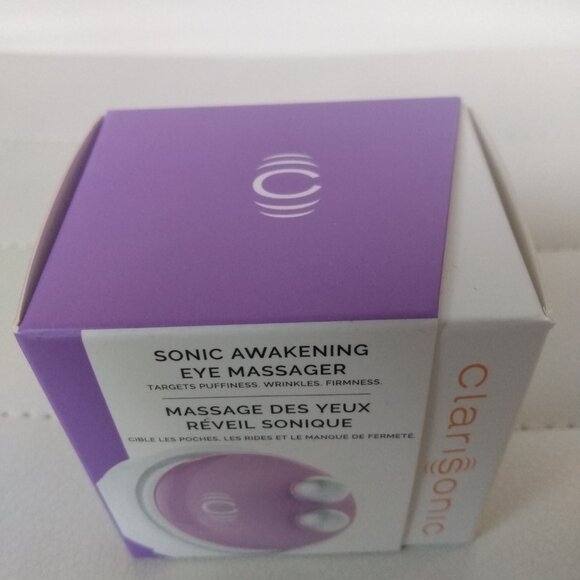 C
SONIC AWAKENING
EYE MASSAGER
TARGETS PUFFINESS. WRINKLES. FIRMNESS.
MASSAGE DES YEUX
RÉVEIL SONIQUE
CIBLE LES POCHES, LES RIDES ET LE MANQUE DE FERMETÉ.
C
clarisonic